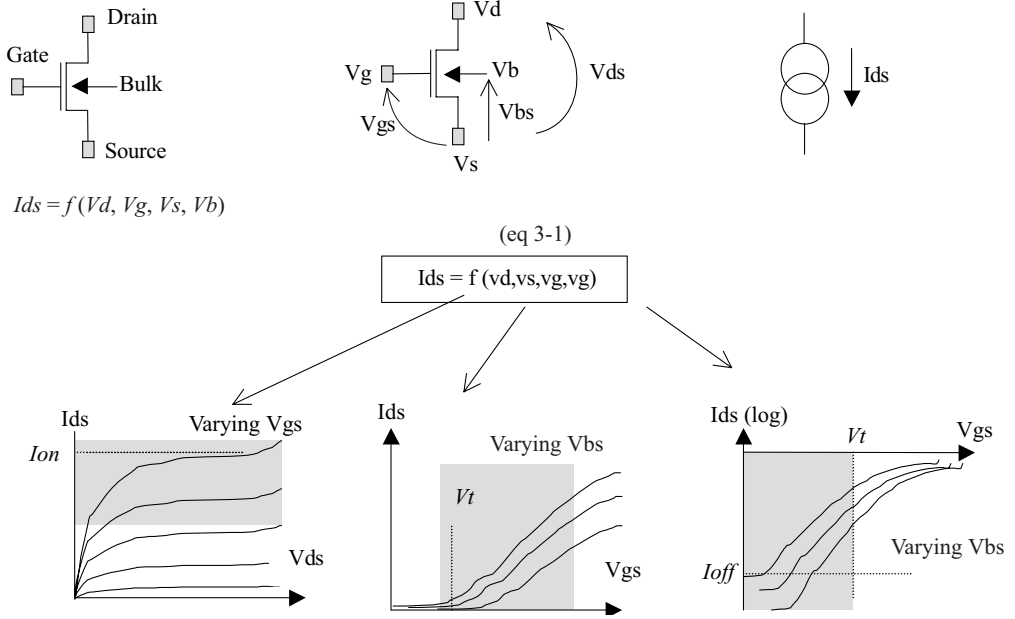 Drain
Gate
Bulk
Source
Vd
Vg
Vb
Vds
Vbs
Vgs
Vs
Ids
Ids = f (Vd, Vg, Vs, Vb)
(eq 3-1)
Ids = f (vd,vs,vg,vg)
Ids
Varying Vgs
Ion
Vds
Ids
Varying Vbs
Vt
Vgs
Ids (log)
Vt
Vgs
Varying Vbs
Ioff